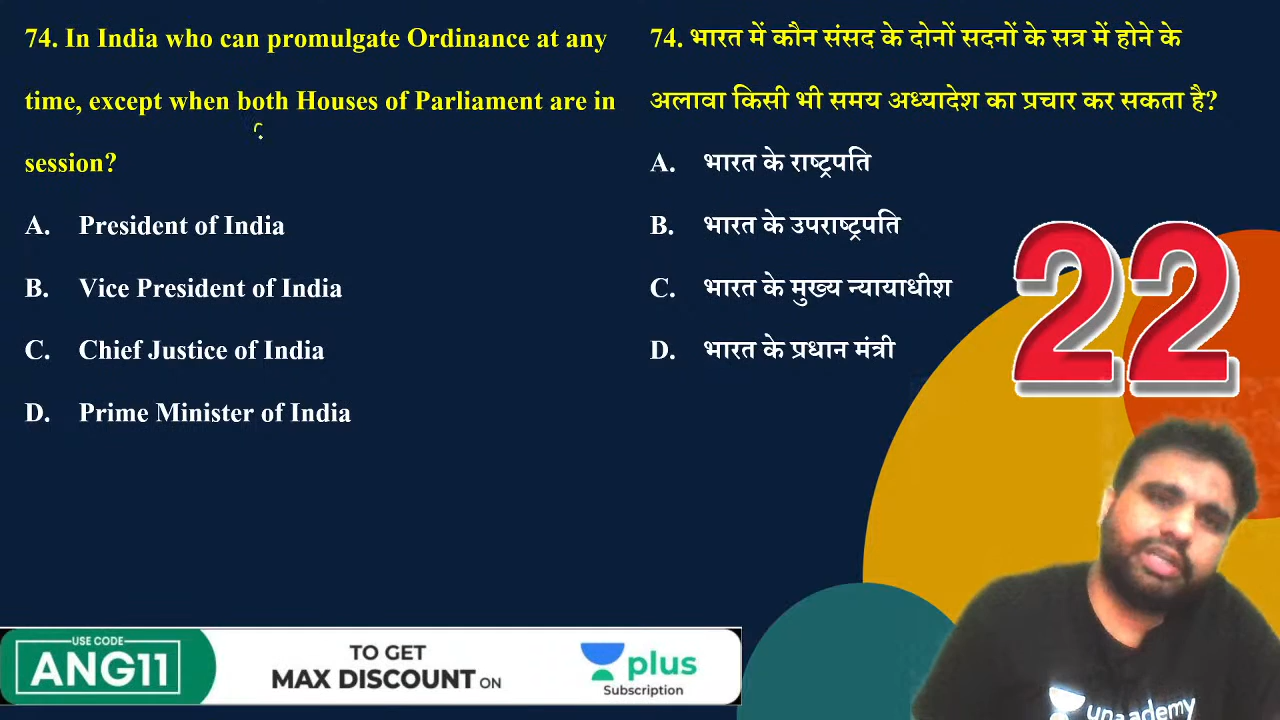 74. In India who can promulgate Ordinance at any
time, except when both Houses of Parliament are in
session?
A. President of India
B. Vice President of India
C. Chief Justice of India
D. Prime Minister of India
74. भारत में कौन संसद के दोनों सदनों के सत्र में होने के
अलावा किसी भी समय अध्यादेश का प्रचार कर सकता है?
A. भारत के राष्ट्रपति
B. भारत के उपराष्ट्रपति
C. भारत के मुख्य न्यायाधीश
D. भारत के प्रधान मंत्री
22
USE CODE
ANG11
TO GET
MAX DISCOUNT ON
plus
Subscription
unacademy